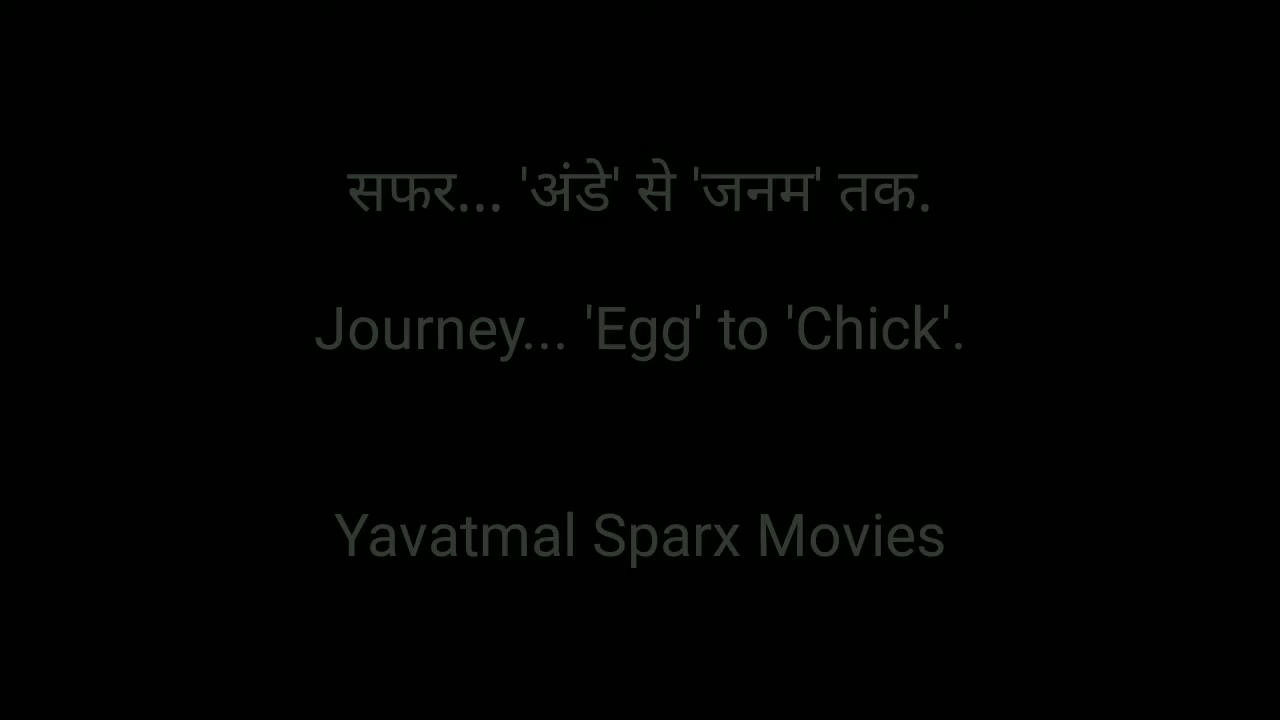 सफर... 'अंडे' से 'जनम' तक.
Journey... 'Egg' to 'Chick'.
Yavatmal Sparx Movies